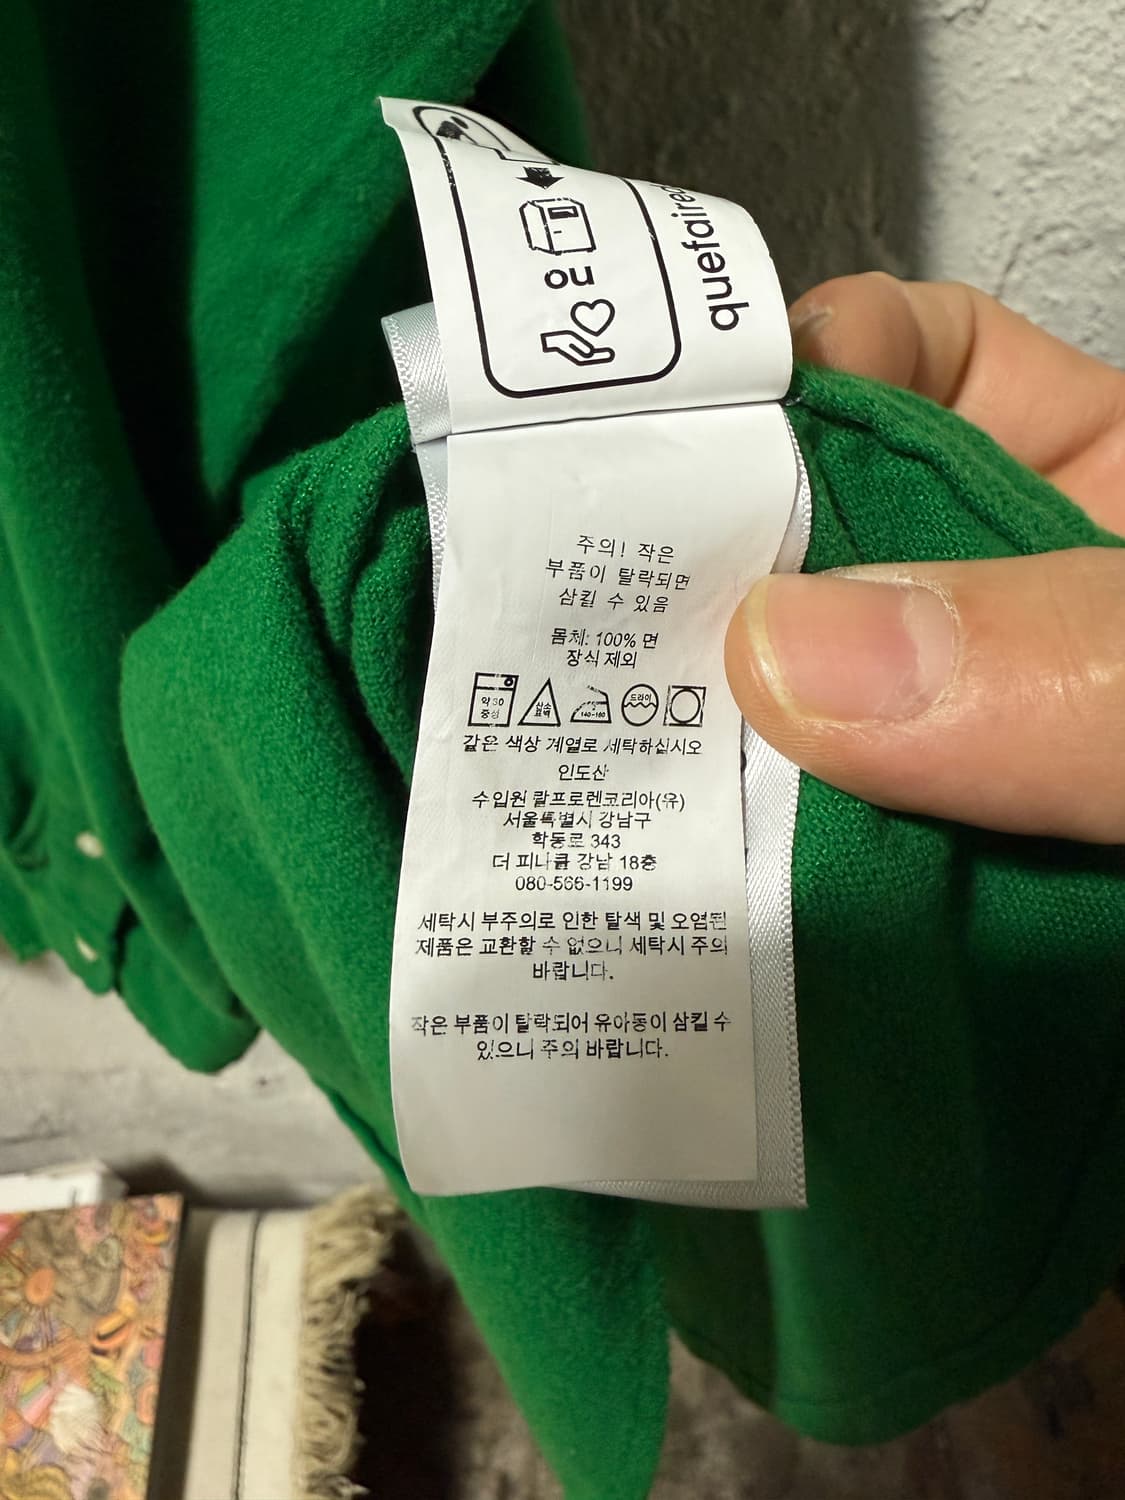 quefaired
ou
주의! 작은
부품이 탈락되면
삼킬 수 있음
몸체: 100% 면
장식 제외
약 30
중성
산소
표백
140~160
드라이
같은 색상 계열로 세탁하십시오
인도산
수입원 랄프로렌코리아(유)
서울특별시 강남구
학동로 343
더 피나클 강남 18층
080-566-1199
세탁시 부주의로 인한 탈색 및 오염된
제품은 교환할 수 없으니 세탁시 주의
바랍니다.
작은 부품이 탈락되어 유아동이 삼킬 수
있으니 주의 바랍니다.